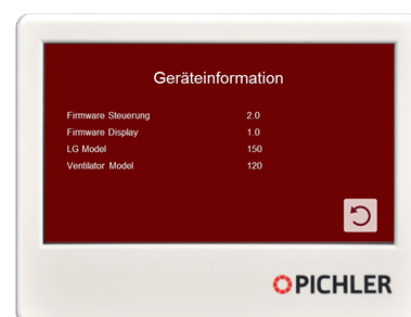 Geräteinformation
Firmware Steuerung 2.0
Firmware Display 1.0
LG Model 150
Ventilator Model 120
PICHLER